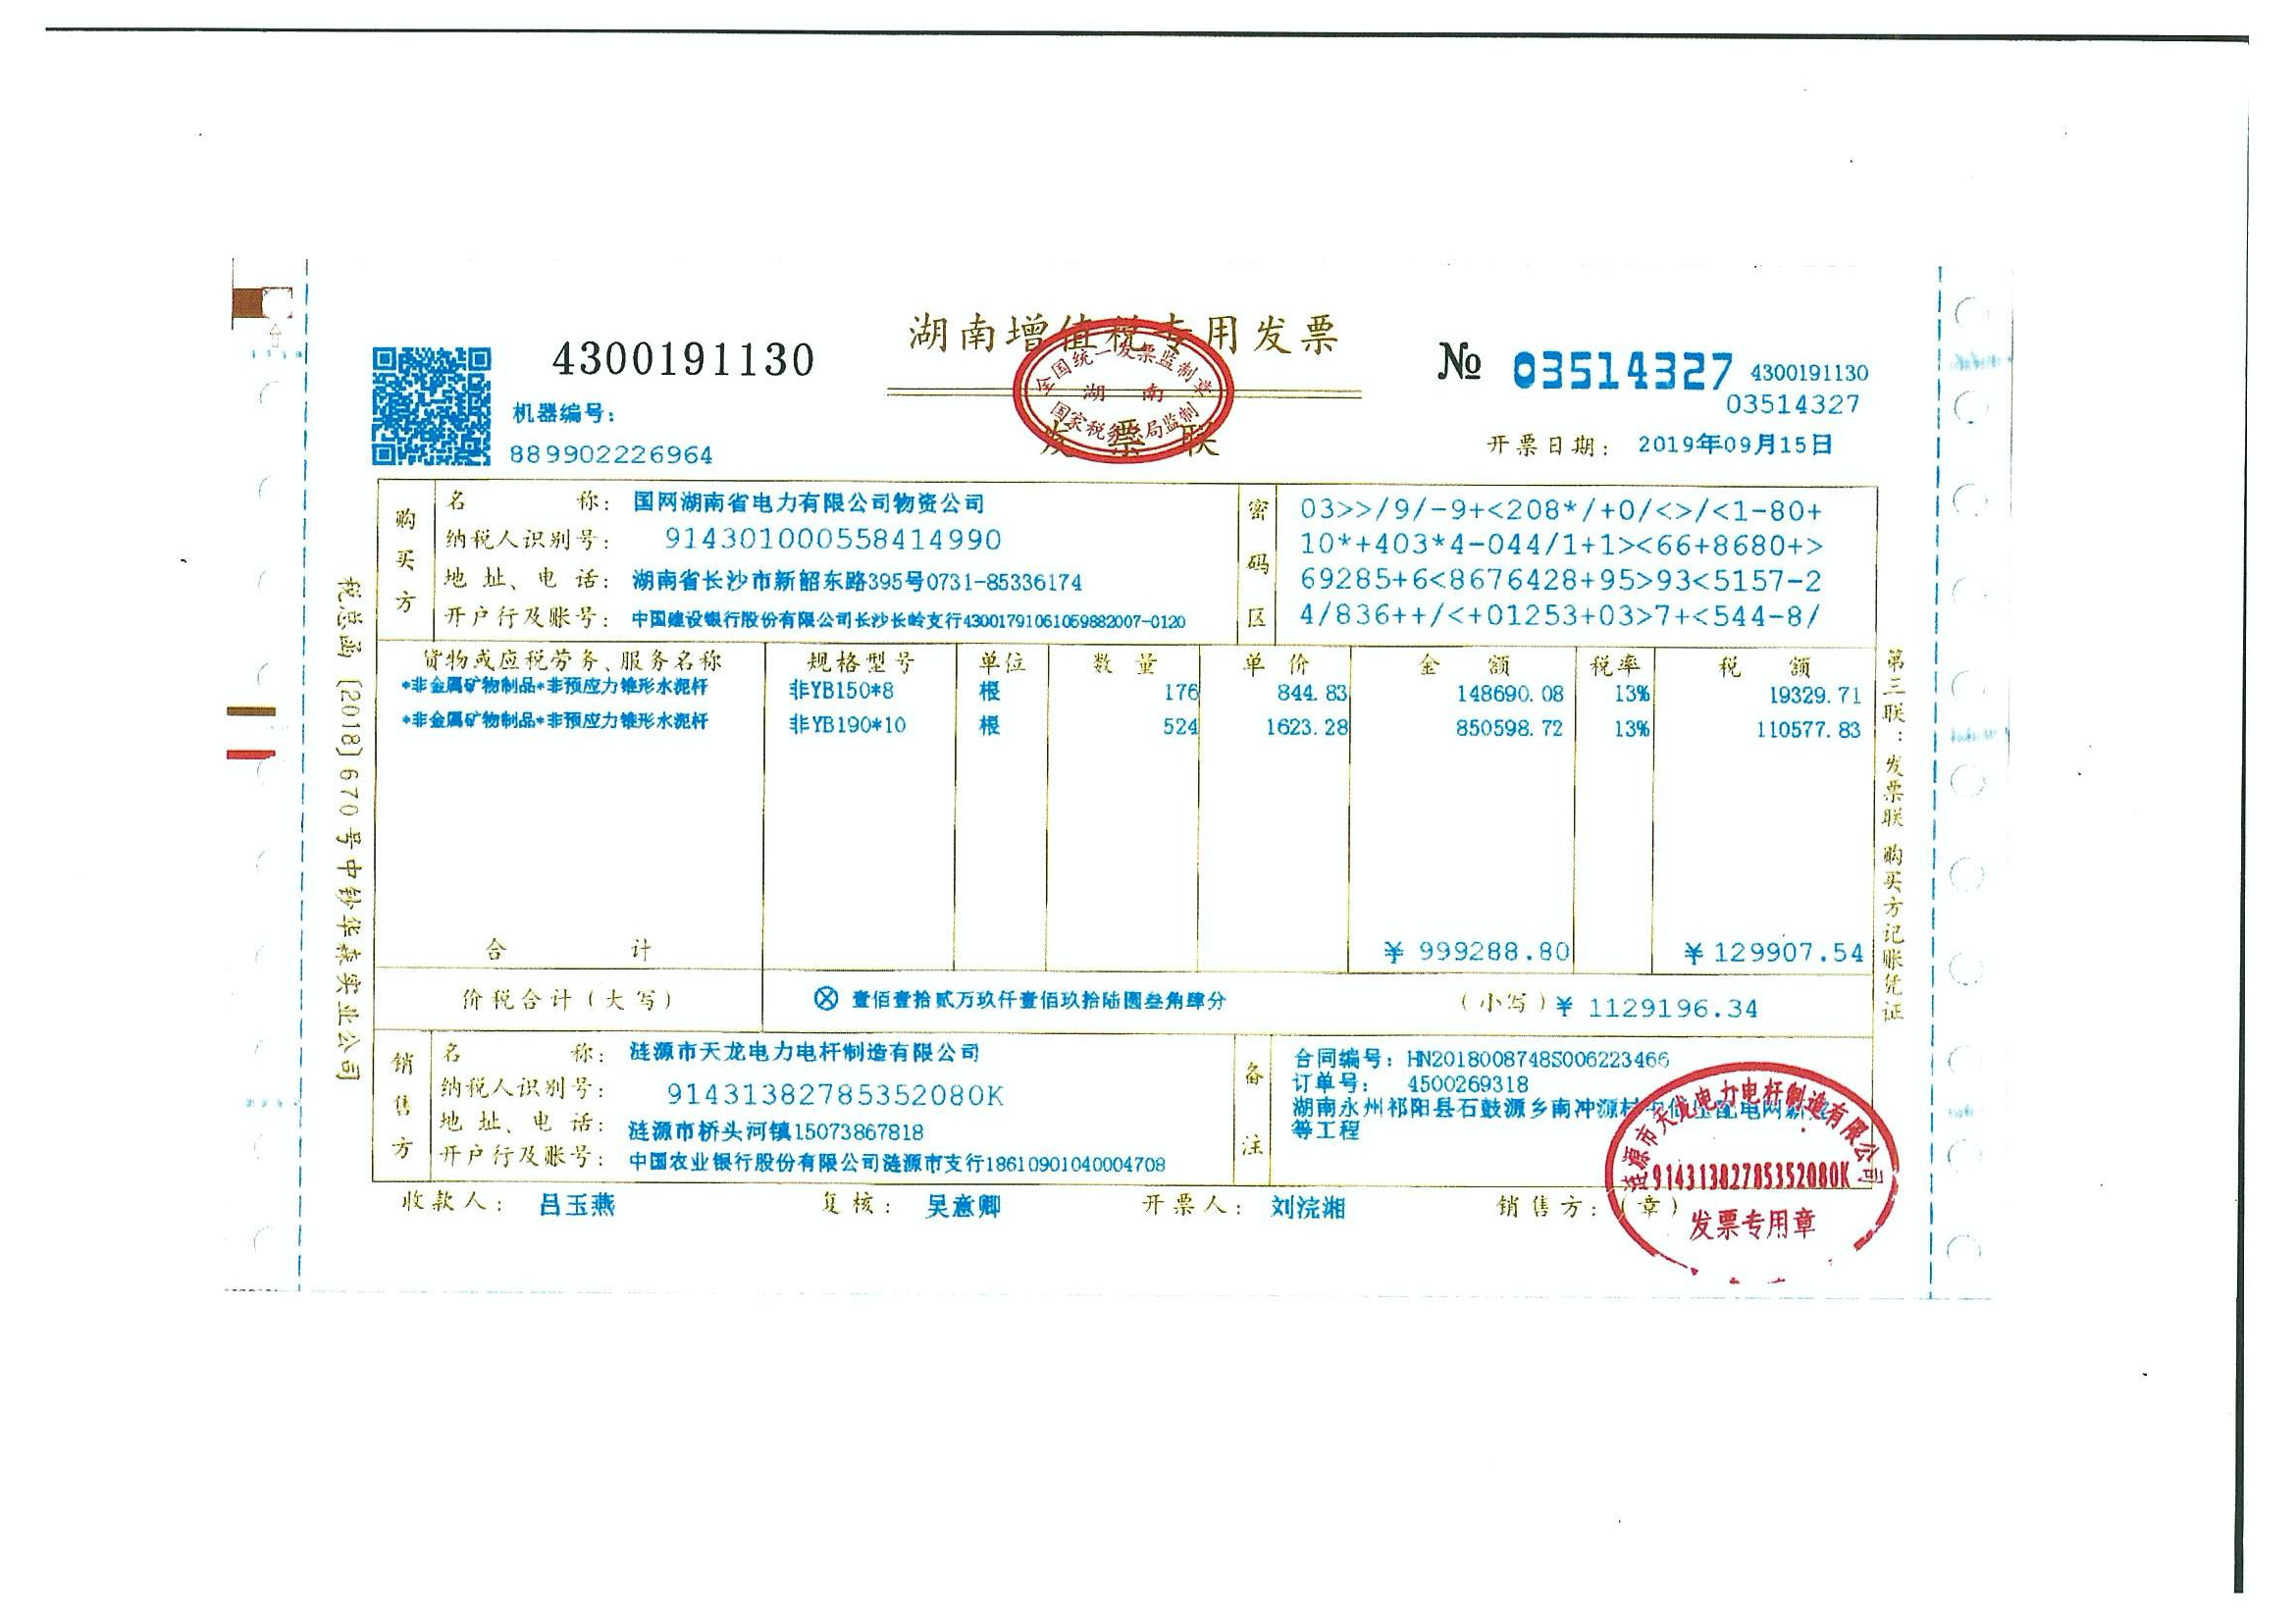 湖南增值税专用发票
发票联
4300191130
机器编号:
889902226964
№ 03514327
4300191130
03514327
开票日期: 2019年09月15日
全国统一发票监制章
湖 南
国家税务总局监制
税总函〔2018〕670号中钞华森实业公司
购买方
名 称: 国网湖南省电力有限公司物资公司
纳税人识别号: 914301000558414990
地址、电话: 湖南省长沙市新韶东路395号0731-85336174
开户行及账号: 中国建设银行股份有限公司长沙长岭支行43001791061059882007-0120
密码区
03>>/9/-9+<208*/+0/<>/<1-80+
10*+403*4-044/1+1><66+8680+>
69285+6<8676428+95>93<5157-2
4/836++/<+01253+03>7+<544-8/
货物或应税劳务、服务名称 规格型号 单位 数量 单价 金额 税率 税额
*非金属矿物制品*非预应力锥形水泥杆 非YB150*8 根 176 844.83 148690.08 13% 19329.71
*非金属矿物制品*非预应力锥形水泥杆 非YB190*10 根 524 1623.28 850598.72 13% 110577.83
合 计 ¥ 999288.80 ¥ 129907.54
价税合计(大写) ⊗ 壹佰壹拾贰万玖仟壹佰玖拾陆圆叁角肆分 (小写) ¥ 1129196.34
销售方
名 称: 涟源市天龙电力电杆制造有限公司
纳税人识别号: 91431382785352080K
地址、电话: 涟源市桥头河镇15073867818
开户行及账号: 中国农业银行股份有限公司涟源市支行18610901040004708
备注
合同编号: HN2018008748S006223466
订单号: 4500269318
湖南永州祁阳县石鼓源乡南冲源村
等工程
收款人: 吕玉燕 复核: 吴意卿 开票人: 刘浣湘 销售方:(章)
涟源市天龙电力电杆制造有限公司
91431382785352080K
发票专用章
第三联:发票联 购买方记账凭证